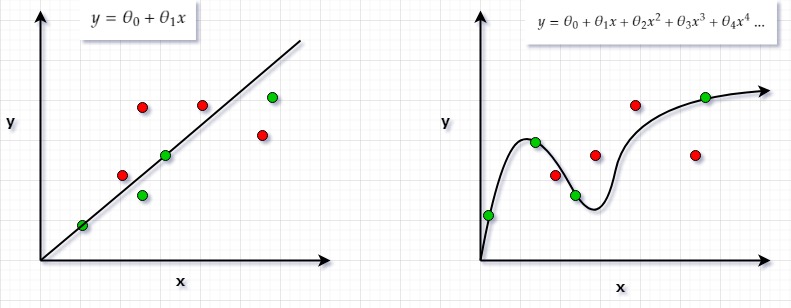 y = θ₀ + θ₁x
y
x
y = θ₀ + θ₁x + θ₂x² + θ₃x³ + θ₄x⁴ ...
y
x